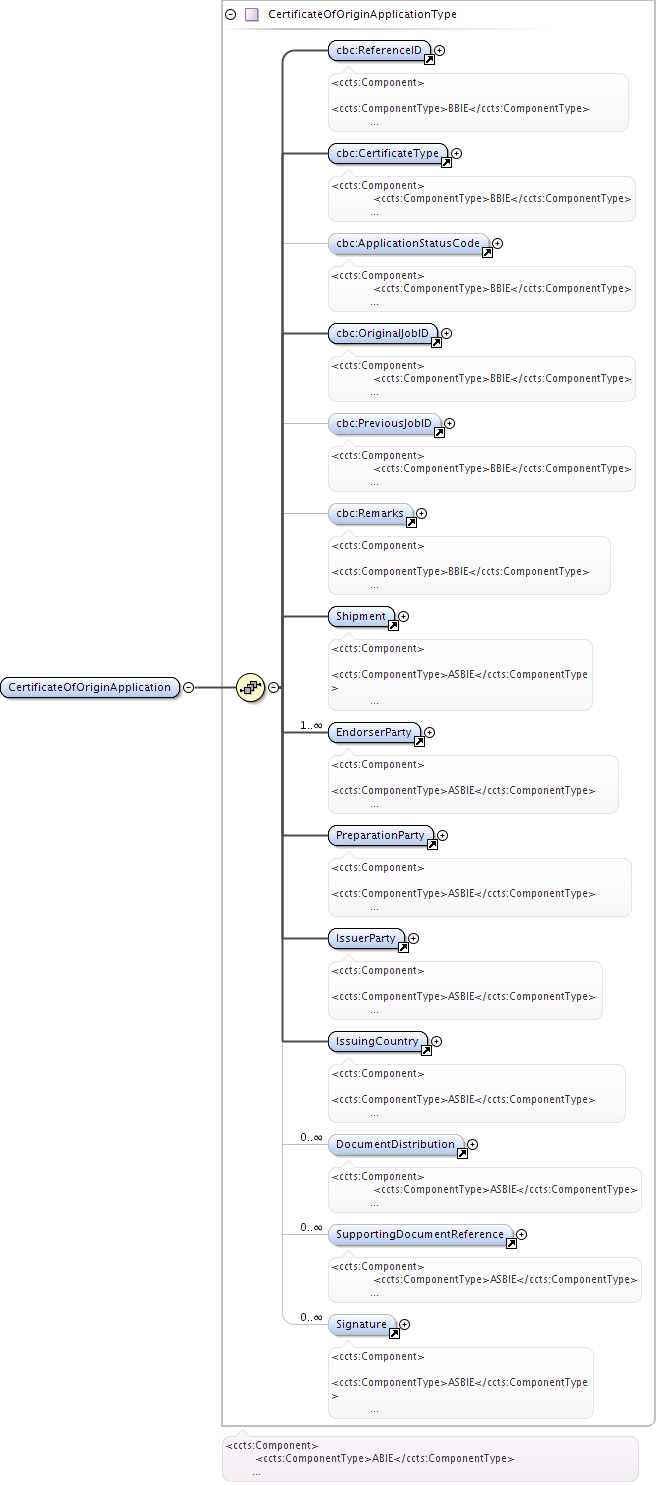 CertificateOfOriginApplicationType
cbc:ReferenceID
<ccts:Component>
<ccts:ComponentType>BBIE</ccts:ComponentType>
...
cbc:CertificateType
<ccts:Component>
<ccts:ComponentType>BBIE</ccts:ComponentType>
...
cbc:ApplicationStatusCode
<ccts:Component>
<ccts:ComponentType>BBIE</ccts:ComponentType>
...
cbc:OriginalJobID
<ccts:Component>
<ccts:ComponentType>BBIE</ccts:ComponentType>
...
cbc:PreviousJobID
<ccts:Component>
<ccts:ComponentType>BBIE</ccts:ComponentType>
...
cbc:Remarks
<ccts:Component>
<ccts:ComponentType>BBIE</ccts:ComponentType>
...
Shipment
<ccts:Component>
<ccts:ComponentType>ASBIE</ccts:ComponentType
>
...
CertificateOfOriginApplication
1..∞
EndorserParty
<ccts:Component>
<ccts:ComponentType>ASBIE</ccts:ComponentType>
...
PreparationParty
<ccts:Component>
<ccts:ComponentType>ASBIE</ccts:ComponentType>
...
IssuerParty
<ccts:Component>
<ccts:ComponentType>ASBIE</ccts:ComponentType>
...
IssuingCountry
<ccts:Component>
<ccts:ComponentType>ASBIE</ccts:ComponentType>
...
0..∞
DocumentDistribution
<ccts:Component>
<ccts:ComponentType>ASBIE</ccts:ComponentType>
...
0..∞
SupportingDocumentReference
<ccts:Component>
<ccts:ComponentType>ASBIE</ccts:ComponentType>
...
0..∞
Signature
<ccts:Component>
<ccts:ComponentType>ASBIE</ccts:ComponentType
>
...
<ccts:Component>
<ccts:ComponentType>ABIE</ccts:ComponentType>
...